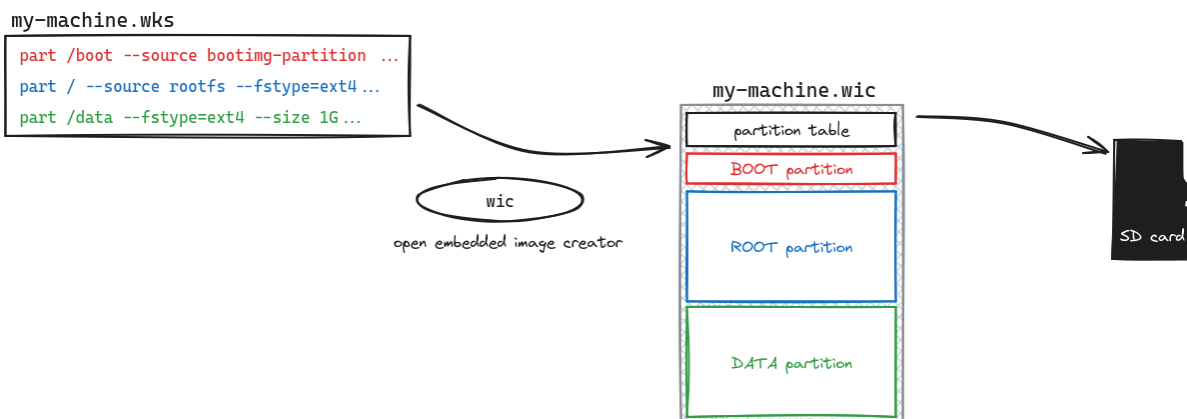 my-machine.wks
part /boot --source bootimg-partition ...
part / --source rootfs --fstype=ext4...
part /data --fstype=ext4 --size 1G...
wic
open embedded image creator
my-machine.wic
partition table
BOOT partition
ROOT partition
DATA partition
SD card